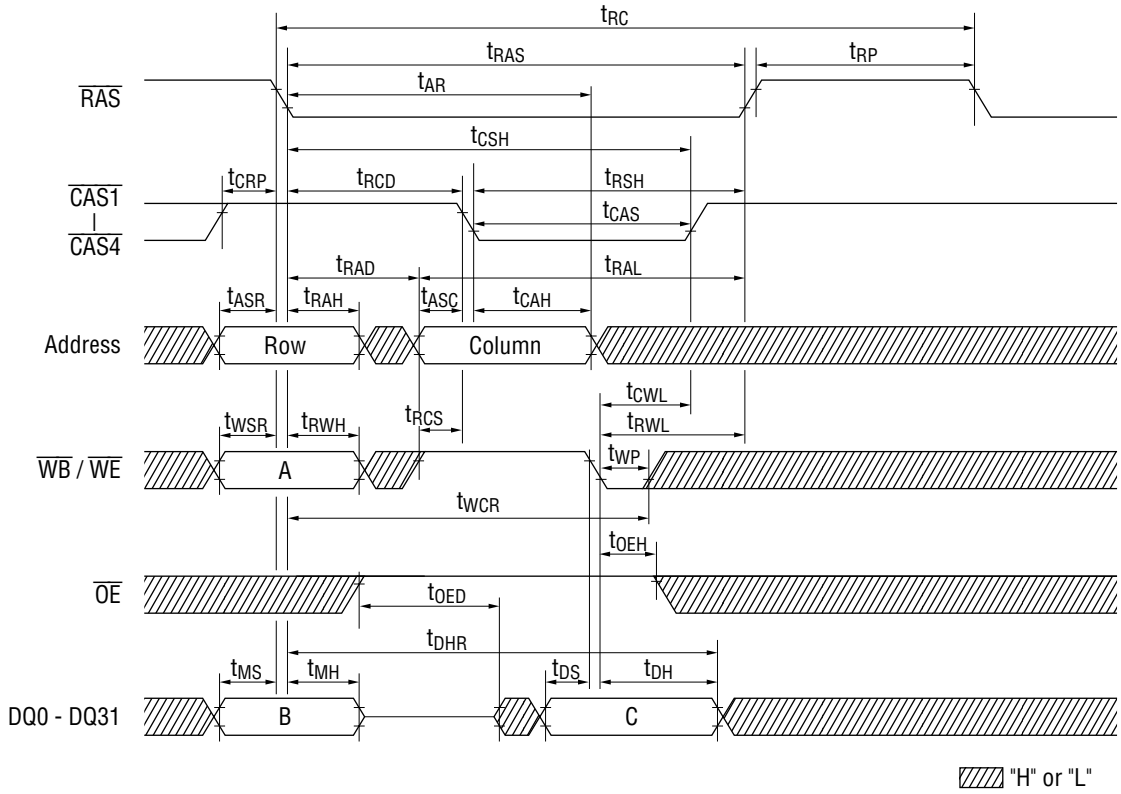 tRC
tRAS
tRP
tAR
RAS
tCSH
tCRP
tRCD
tRSH
CAS1
tCAS
CAS4
tRAD
tRAL
tASR
tRAH
tASC
tCAH
Address
Row
Column
tCWL
tWSR
tRWH
tRCS
tRWL
tWP
WB / WE
A
tWCR
tOEH
OE
tOED
tDHR
tMS
tMH
tDS
tDH
DQ0 - DQ31
B
C
"H" or "L"